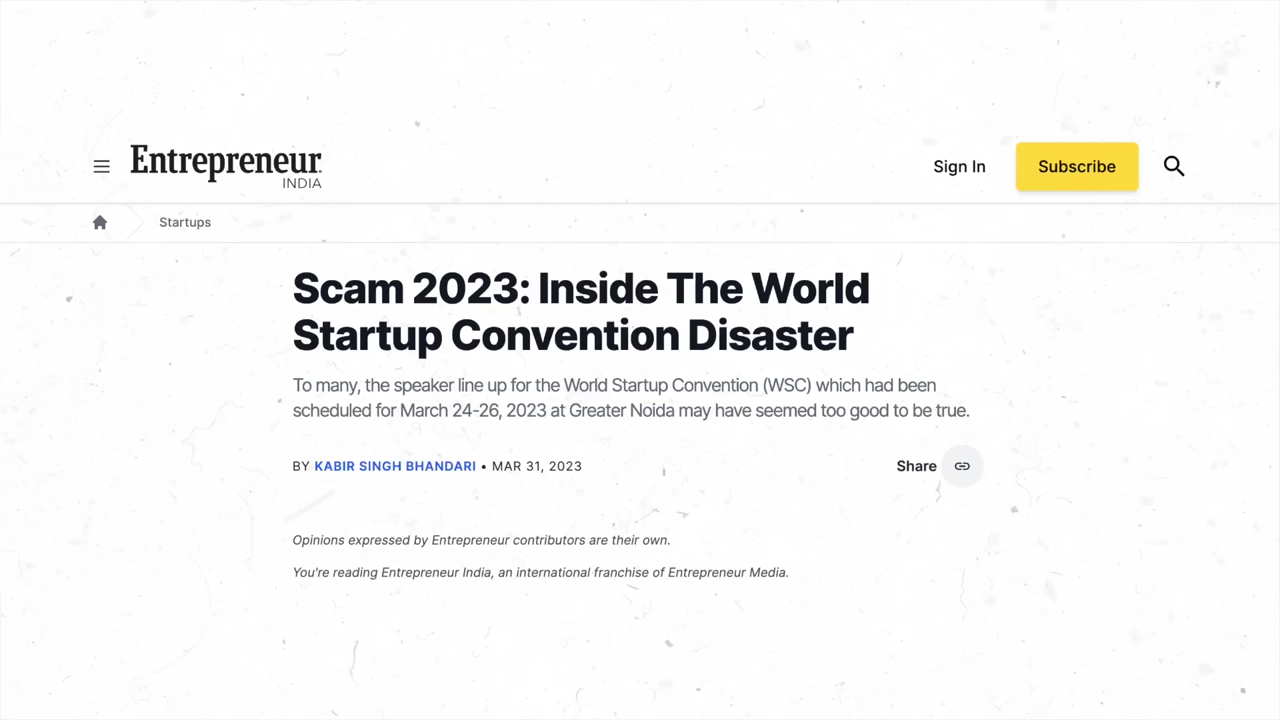 Entrepreneur
INDIA
Sign In
Subscribe
Startups
Scam 2023: Inside The World
Startup Convention Disaster
To many, the speaker line up for the World Startup Convention (WSC) which had been
scheduled for March 24-26, 2023 at Greater Noida may have seemed too good to be true.
BY KABIR SINGH BHANDARI • MAR 31, 2023
Share
Opinions expressed by Entrepreneur contributors are their own.
You're reading Entrepreneur India, an international franchise of Entrepreneur Media.